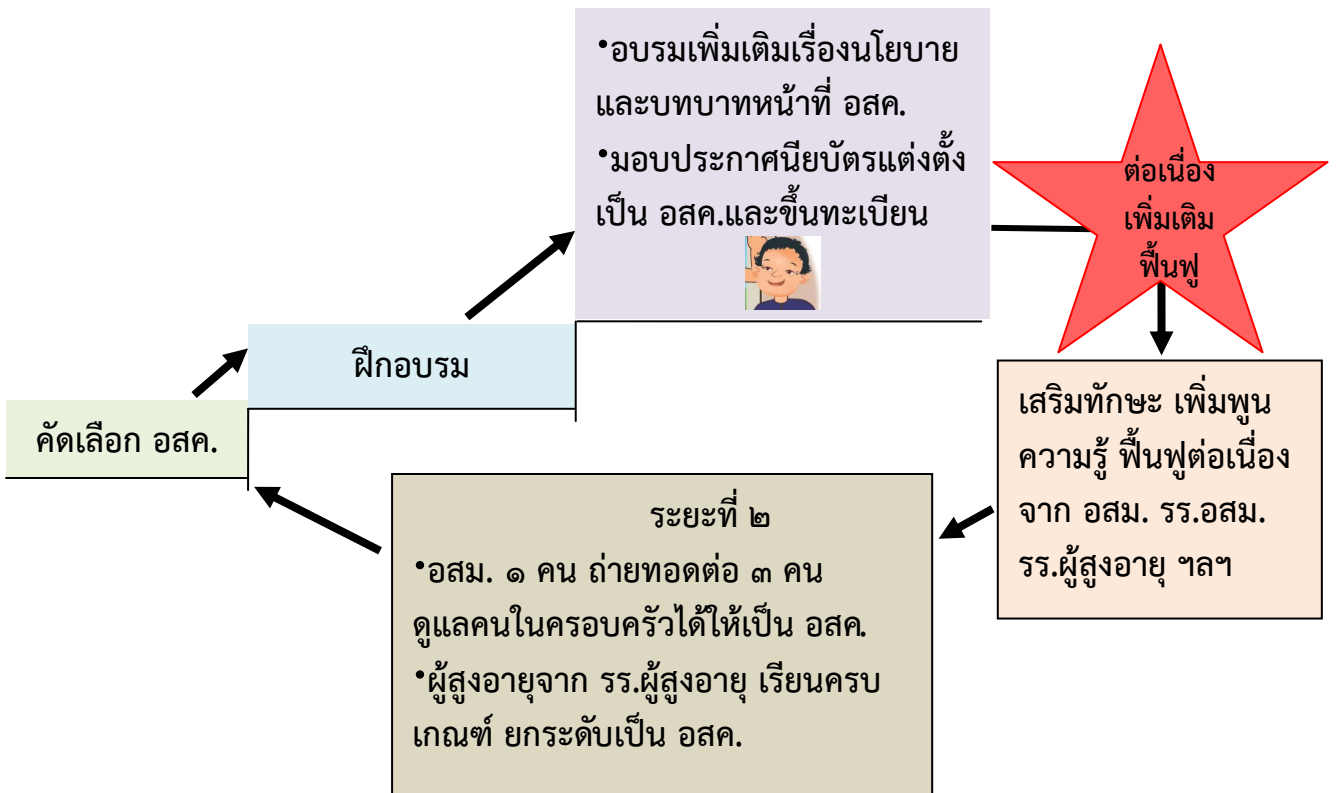 •อบรมเพิ่มเติมเรื่องนโยบาย
และบทบาทหน้าที่ อสค.
•มอบประกาศนียบัตรแต่งตั้ง
เป็น อสค.และขึ้นทะเบียน
ต่อเนื่อง
เพิ่มเติม
ฟื้นฟู
ฝึกอบรม
คัดเลือก อสค.
เสริมทักษะ เพิ่มพูน
ความรู้ ฟื้นฟูต่อเนื่อง
จาก อสม. รร.อสม.
รร.ผู้สูงอายุ ฯลฯ
ระยะที่ ๒
•อสม. ๑ คน ถ่ายทอดต่อ ๓ คน
ดูแลคนในครอบครัวได้ให้เป็น อสค.
•ผู้สูงอายุจาก รร.ผู้สูงอายุ เรียนครบ
เกณฑ์ ยกระดับเป็น อสค.